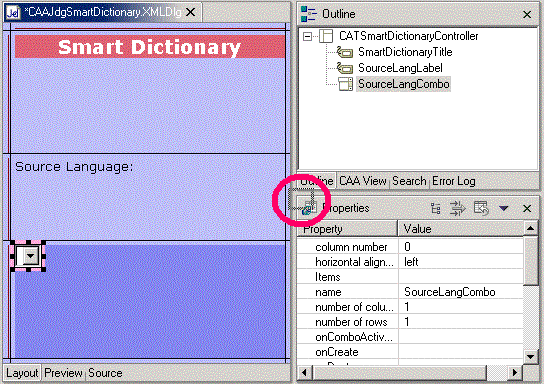 *CAAJdgSmartDictionary.XMLDlg
Smart Dictionary
Source Language:
Layout Preview Source
Outline
CATSmartDictionaryController
SmartDictionaryTitle
SourceLangLabel
SourceLangCombo
Outline CAA View Search Error Log
Properties
Property Value
column number 0
horizontal align... left
Items
name SourceLangCombo
number of colu... 1
number of rows 1
onComboActiv...
onCreate